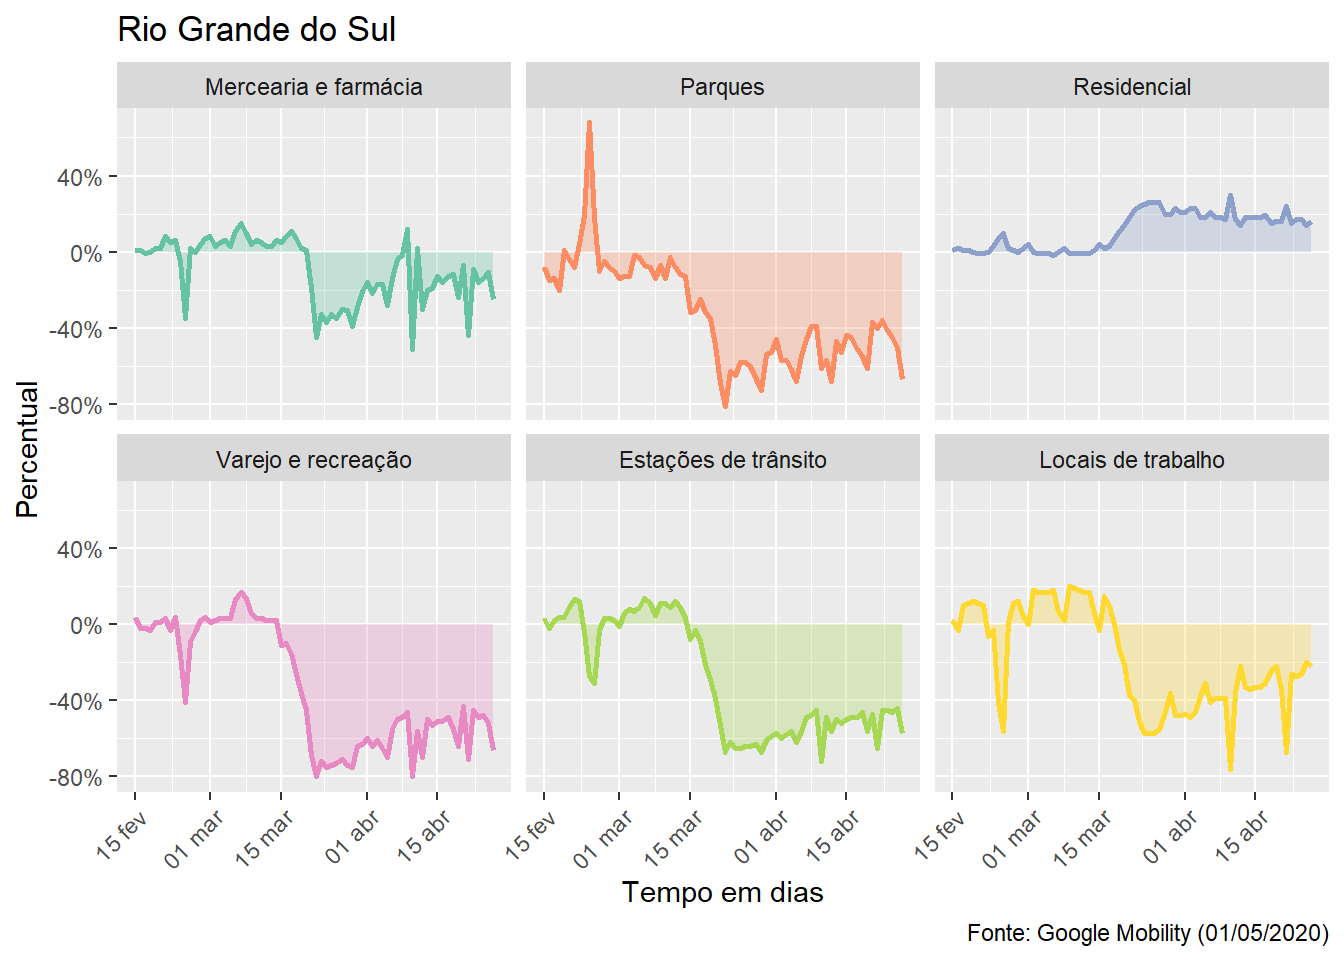 Rio Grande do Sul
Mercearia e farmácia
Parques
Residencial
40%
0%
-40%
-80%
Percentual
Varejo e recreação
Estações de trânsito
Locais de trabalho
40%
0%
-40%
-80%
15 fev
01 mar
15 mar
01 abr
15 abr
15 fev
01 mar
15 mar
01 abr
15 abr
15 fev
01 mar
15 mar
01 abr
15 abr
Tempo em dias
Fonte: Google Mobility (01/05/2020)